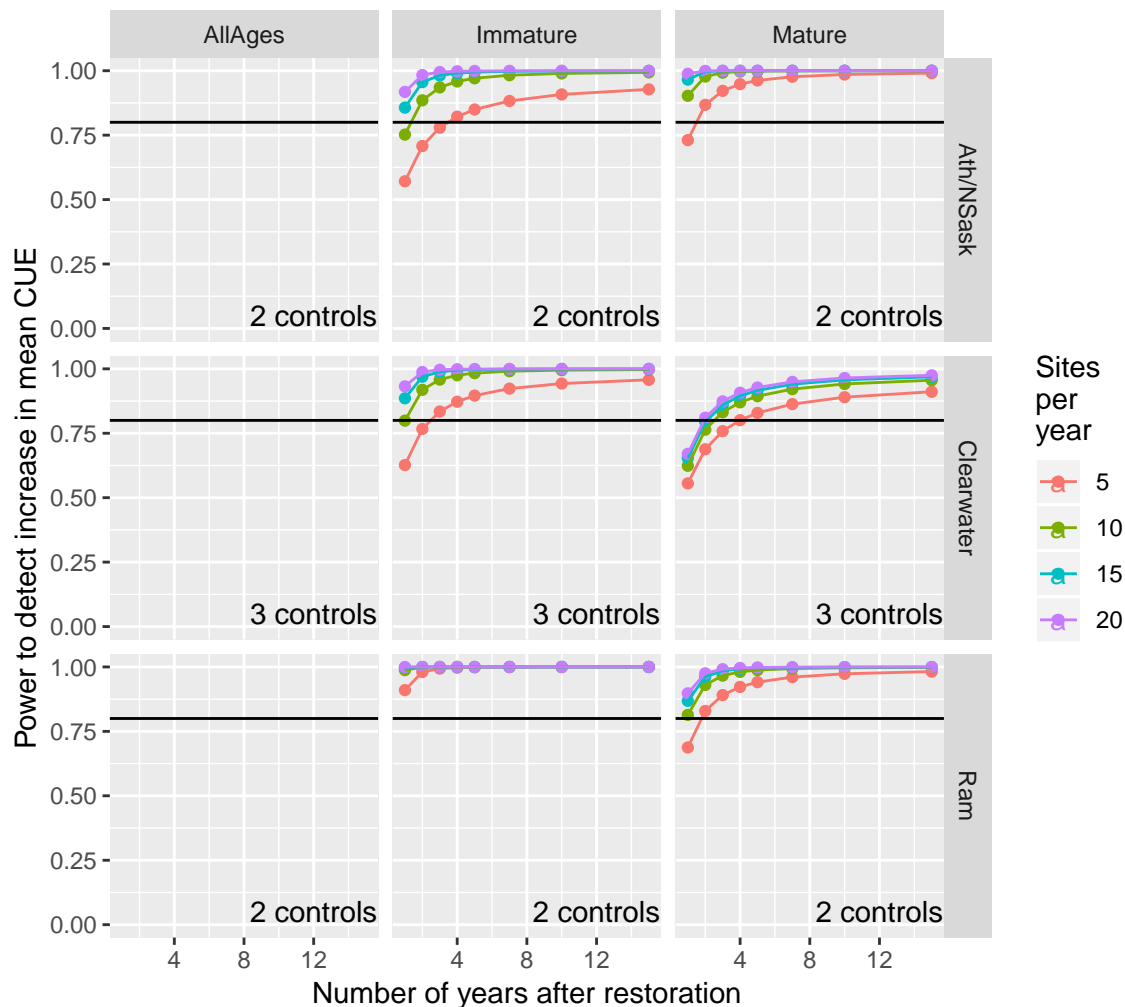 AllAges Immature Mature
Power to detect increase in mean CUE
1.00
0.75
0.50
0.25
0.00
2 controls 2 controls 2 controls
Ath/NSask
1.00
0.75
0.50
0.25
0.00
3 controls 3 controls 3 controls
Clearwater
1.00
0.75
0.50
0.25
0.00
2 controls 2 controls 2 controls
Ram
4 12 4 12 4 12
Number of years after restoration
Sites
per
year
a 5
a 10
a 15
a 20